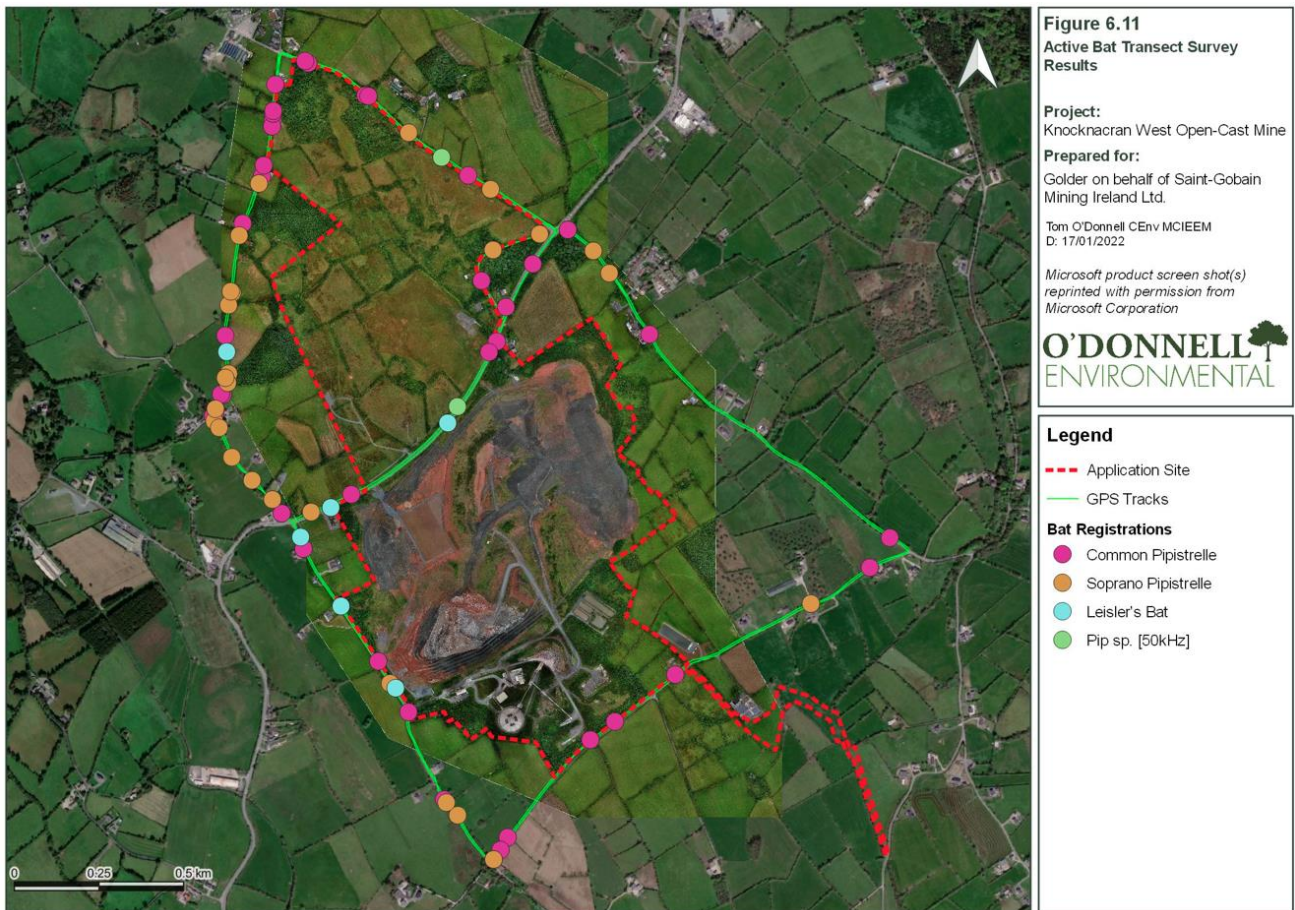 Figure 6.11
Active Bat Transect Survey
Results
Project:
Knocknacran West Open-Cast Mine
Prepared for:
Golder on behalf of Saint-Gobain
Mining Ireland Ltd.
Tom O'Donnell CEnv MCIEEM
D: 17/01/2022
Microsoft product screen shot(s)
reprinted with permission from
Microsoft Corporation
O'DONNELL
ENVIRONMENTAL
Legend
Application Site
GPS Tracks
Bat Registrations
Common Pipistrelle
Soprano Pipistrelle
Leisler's Bat
Pip sp. [50kHz]
0 0.25 0.5 km